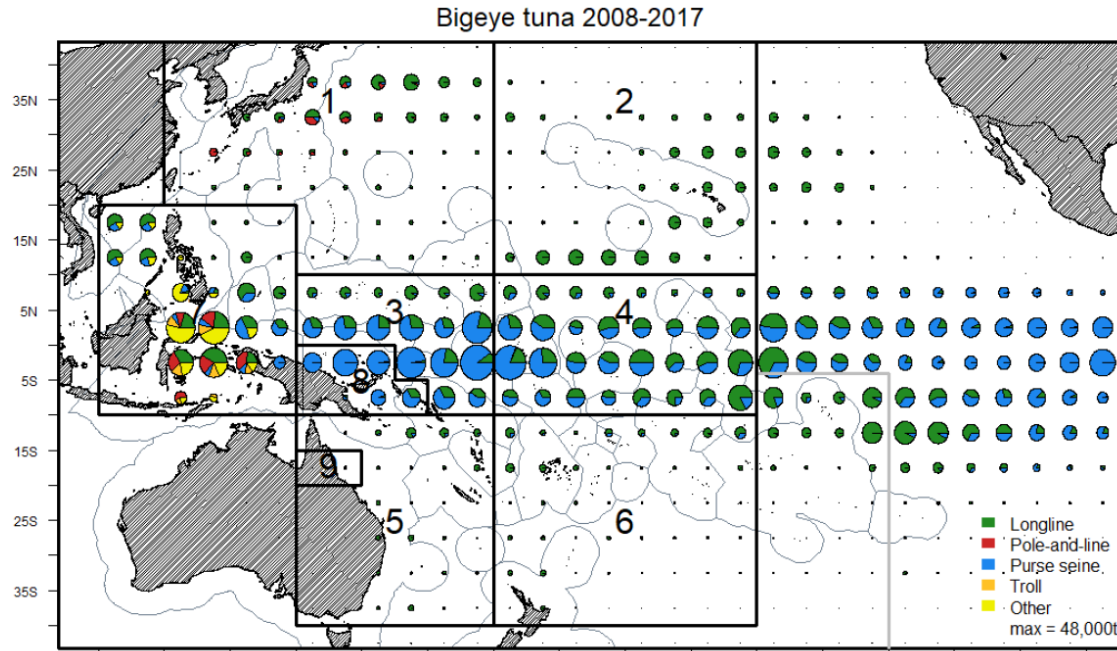 Bigeye tuna 2008-2017
35N
25N
15N
5N
5S
15S
25S
35S
1
2
3
4
7
8
9
5
6
Longline
Pole-and-line
Purse seine
Troll
Other
max = 48,000t